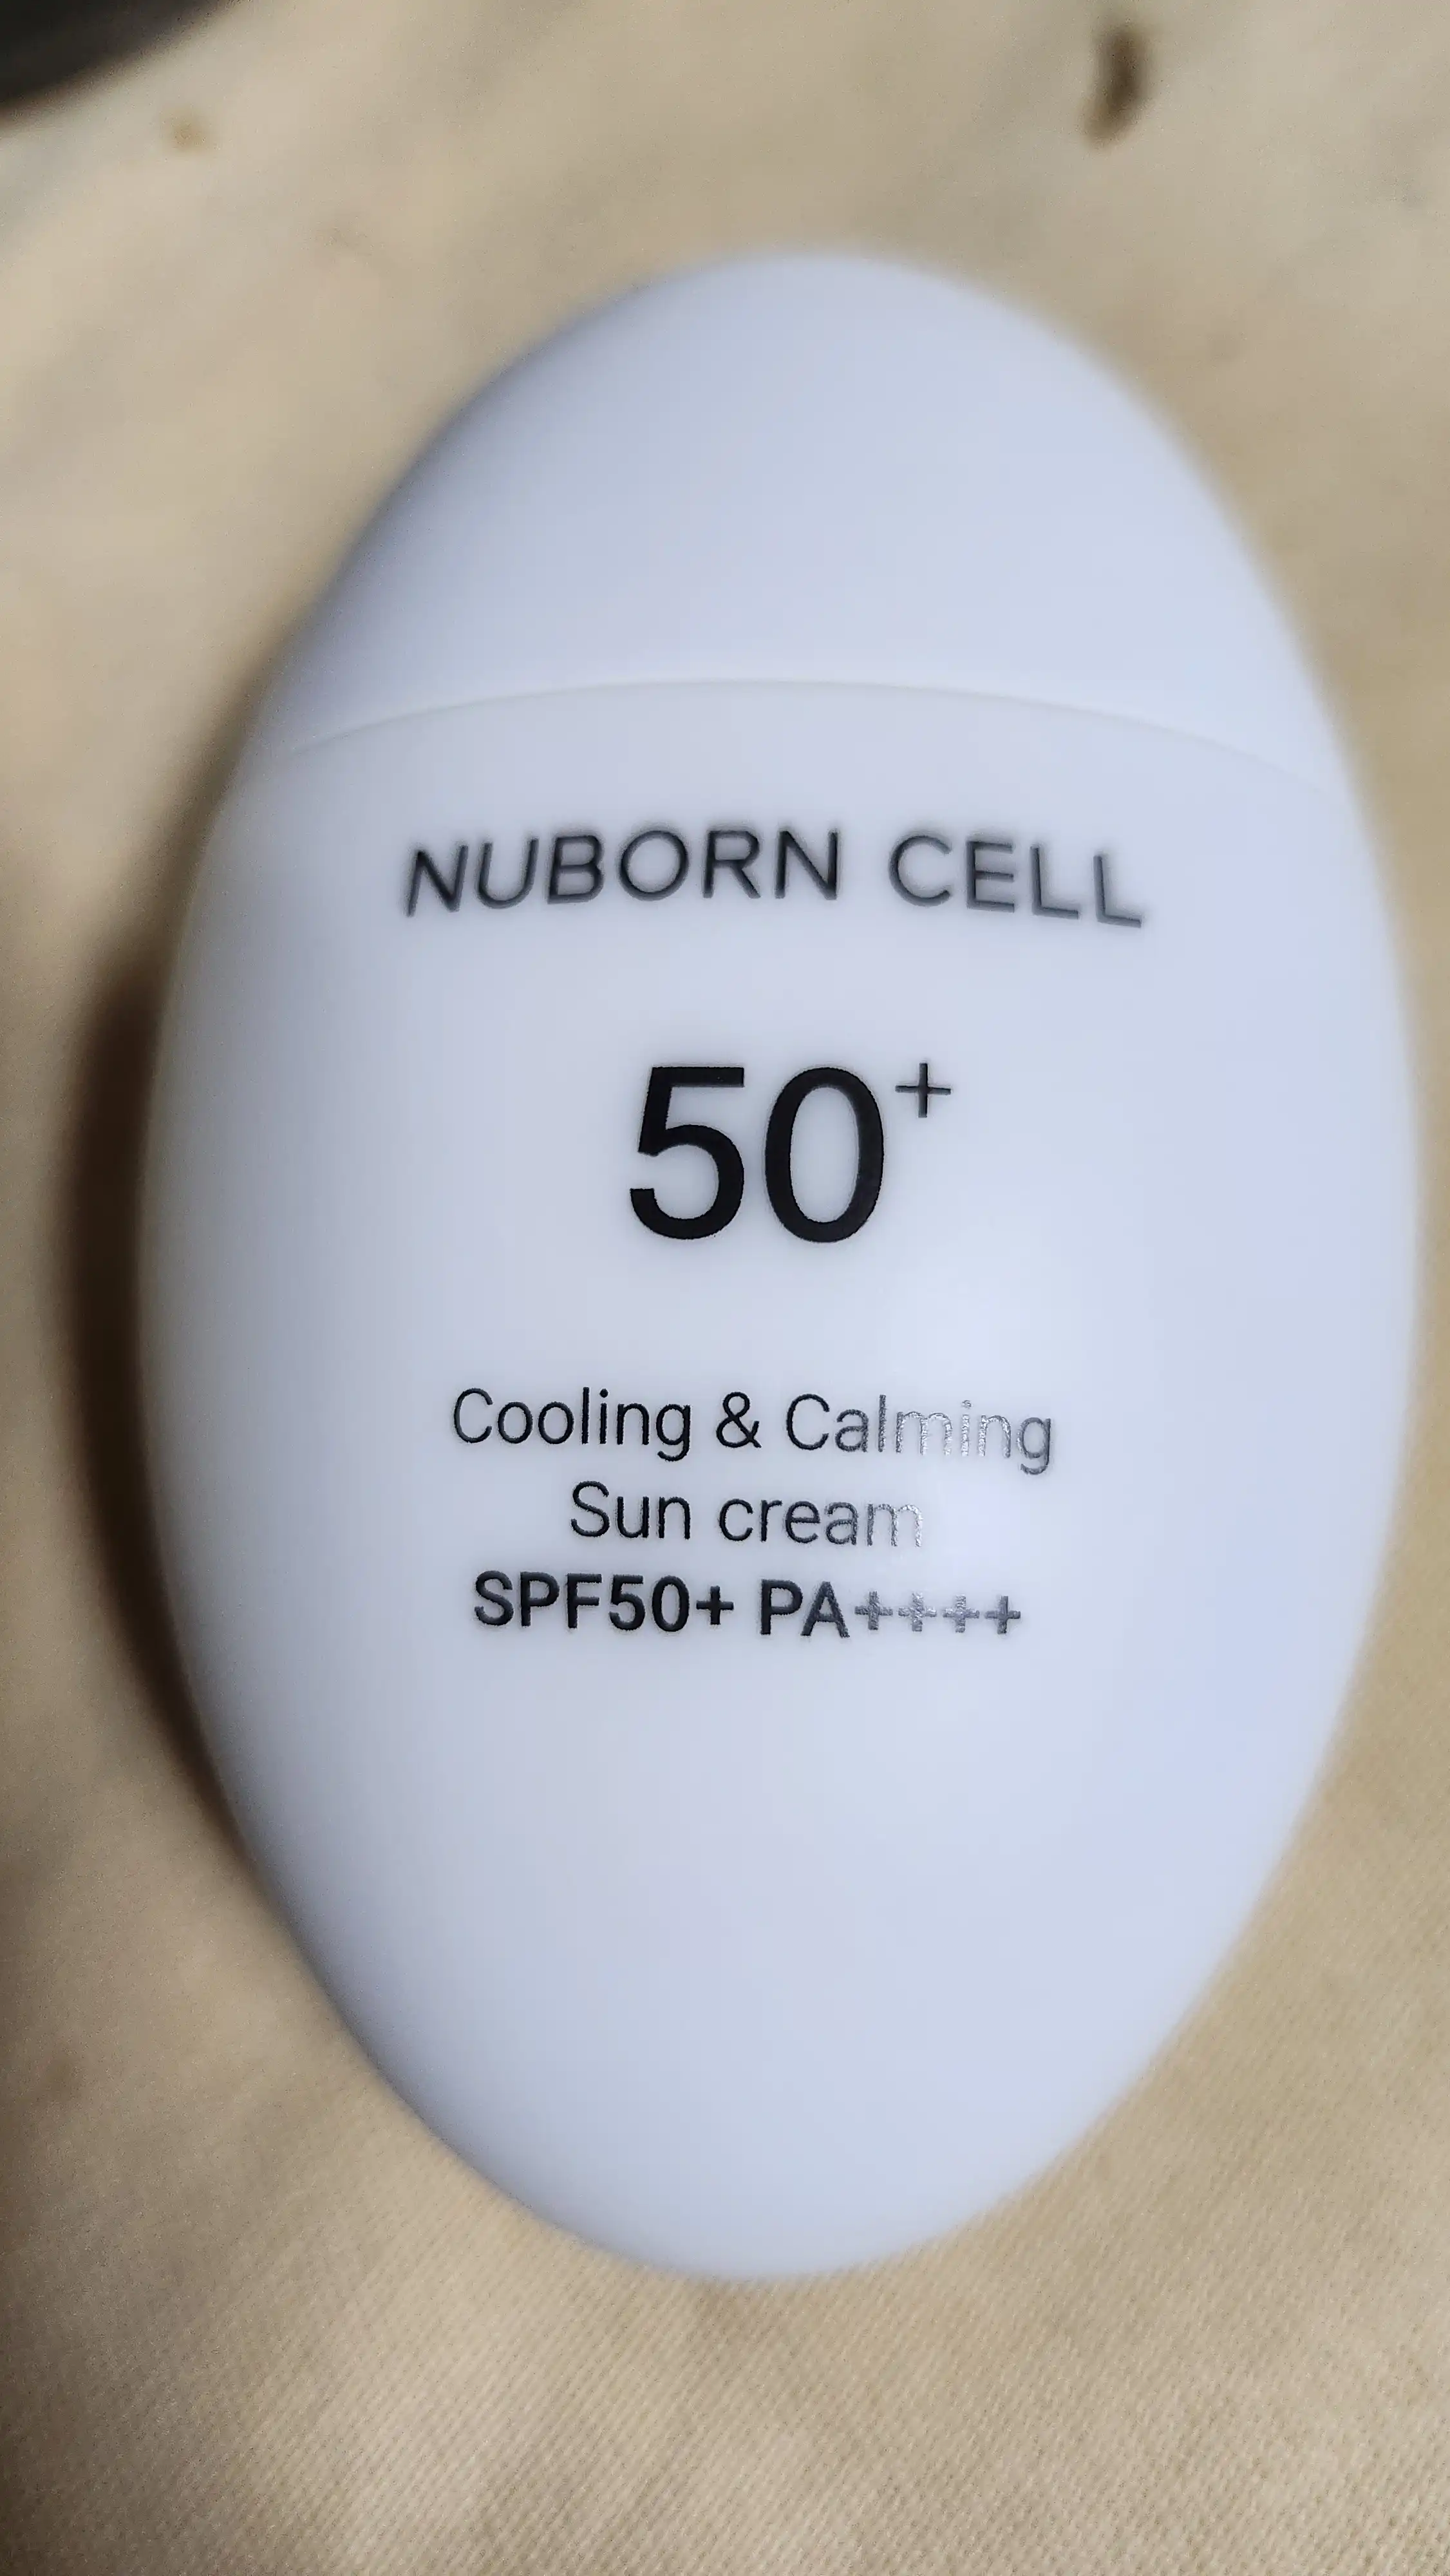 NUBORN CELL
50+
Cooling & Calming
Sun cream
SPF50+ PA++++